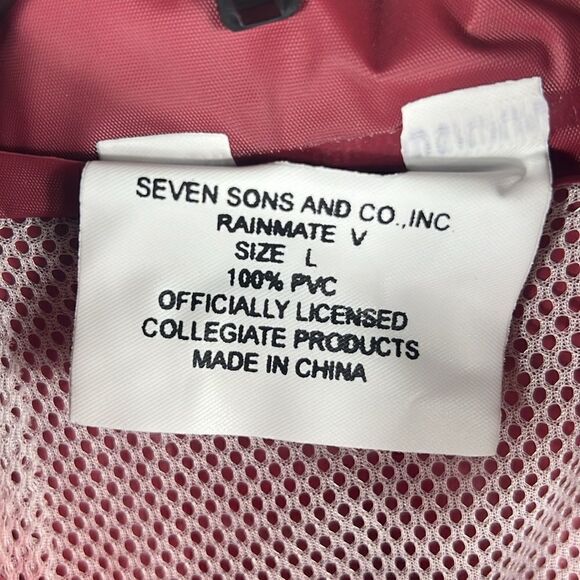 SEVEN SONS AND CO.,INC
RAINMATE V
SIZE L
100% PVC
OFFICIALLY LICENSED
COLLEGIATE PRODUCTS
MADE IN CHINA